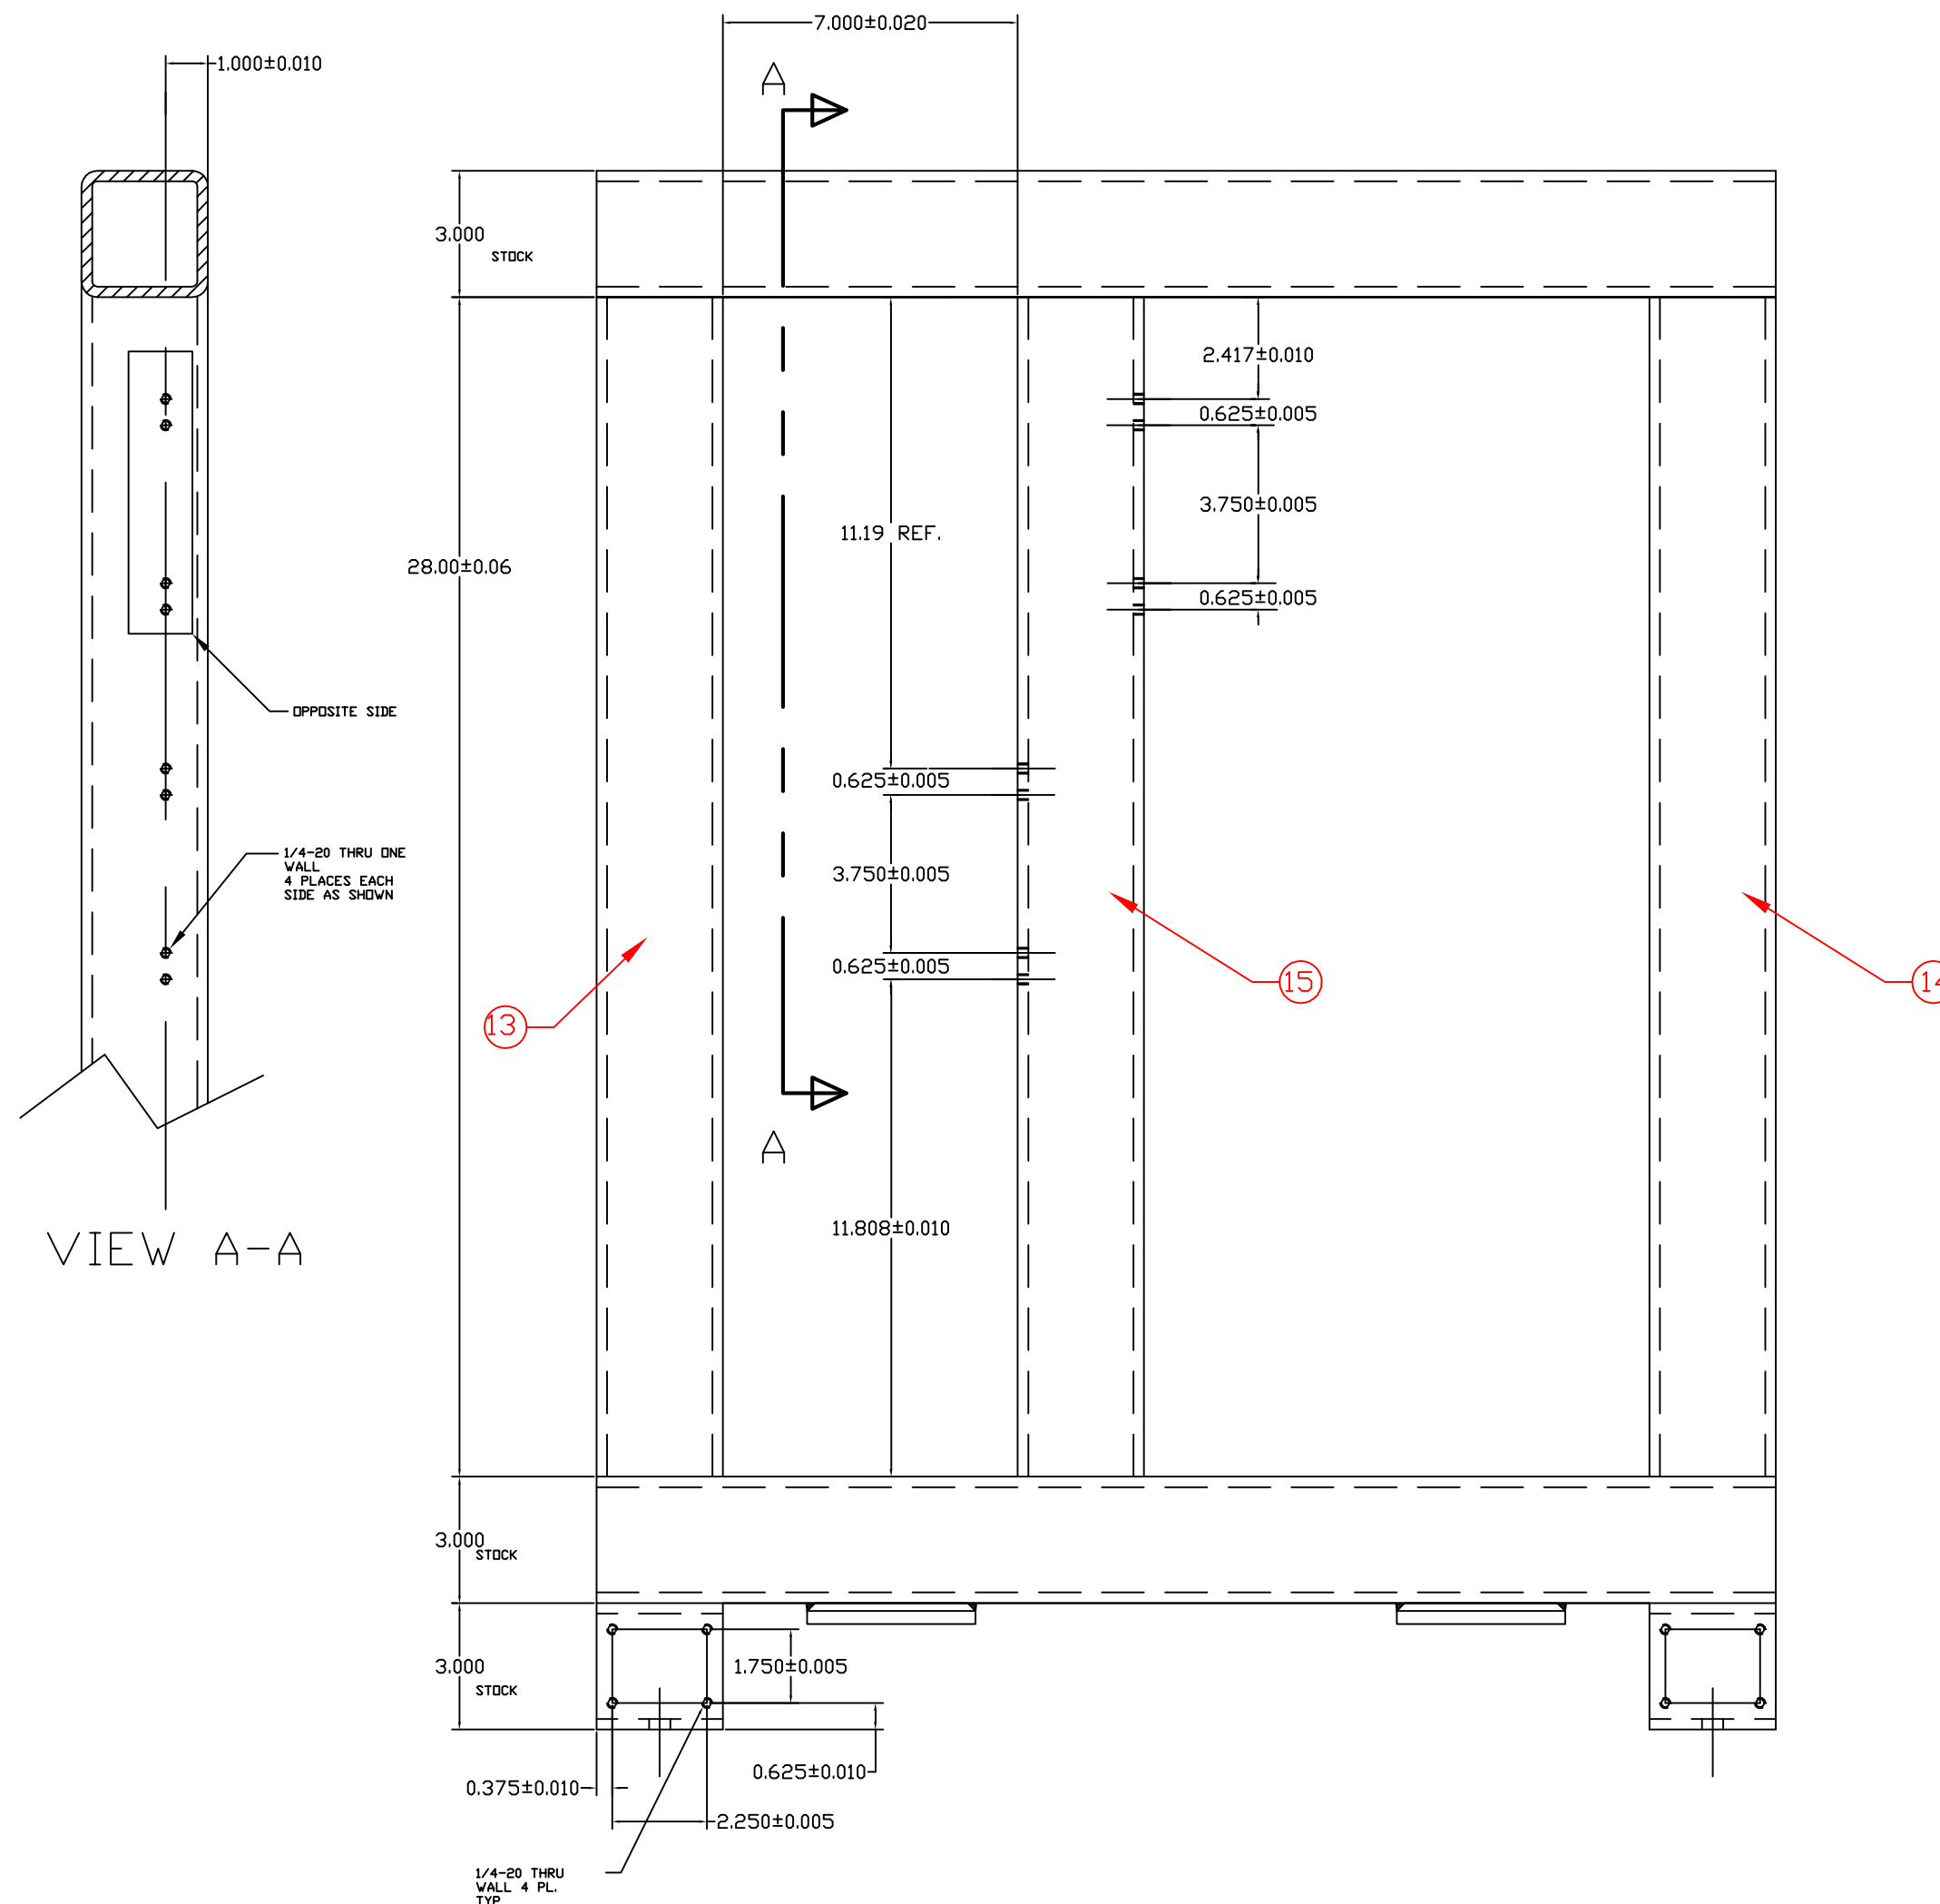 7.000±0.020
1.000±0.010
A
3.000
STOCK
2.417±0.010
0.625±0.005
3.750±0.005
11.19 REF.
28.00±0.06
0.625±0.005
OPPOSITE SIDE
0.625±0.005
1/4-20 THRU ONE
WALL
4 PLACES EACH
SIDE AS SHOWN
3.750±0.005
0.625±0.005
15
14
13
A
11.808±0.010
VIEW A-A
3.000
STOCK
3.000
STOCK
1.750±0.005
0.625±0.010
0.375±0.010
2.250±0.005
1/4-20 THRU
WALL 4 PL.
TYP